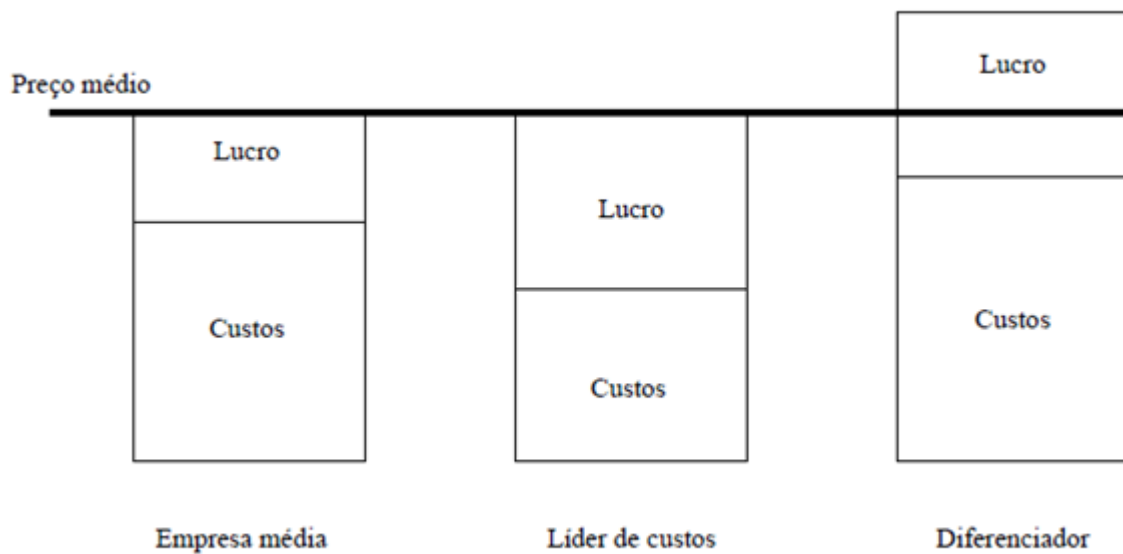 Lucro
Preço médio
Lucro
Lucro
Custos
Custos
Custos
Empresa média
Líder de custos
Diferenciador